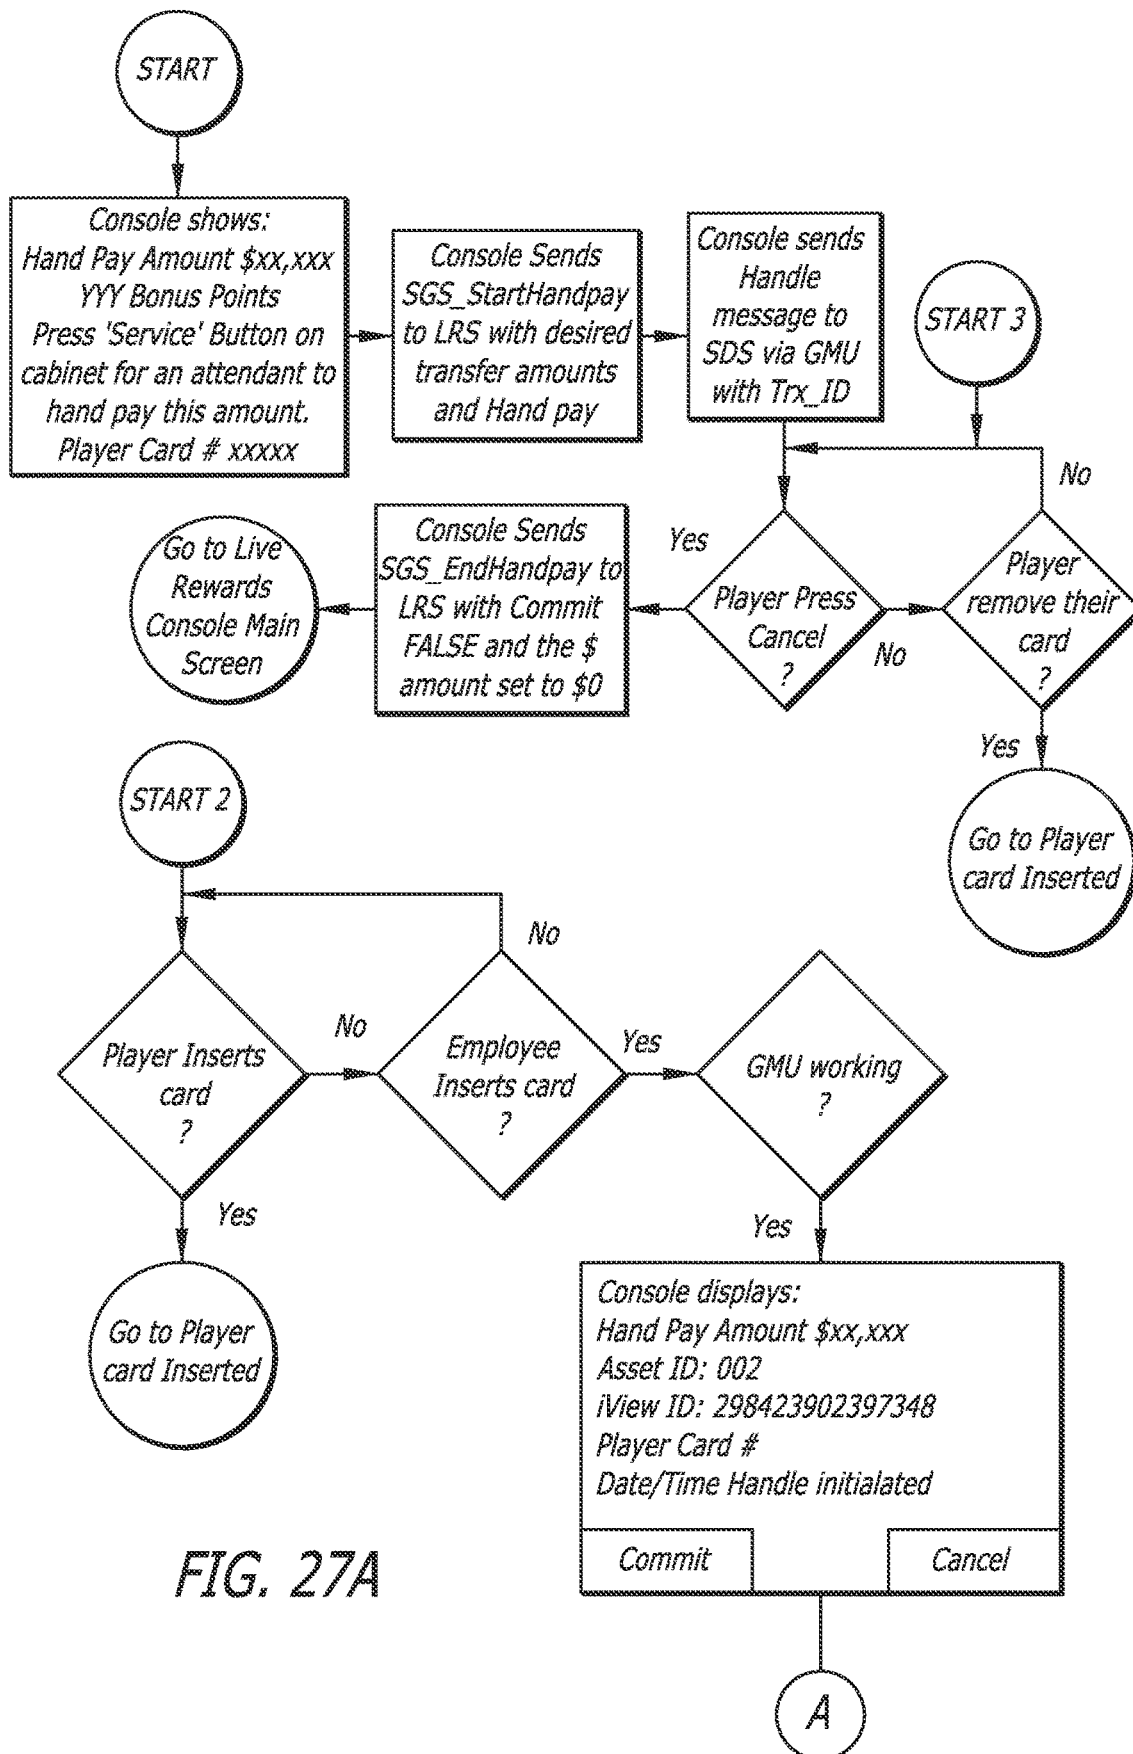 START
Console shows:
Hand Pay Amount $xx,xxx
YYY Bonus Points
Press 'Service' Button on
cabinet for an attendant to
hand pay this amount.
Player Card # xxxxx
Console Sends
SGS_StartHandpay
to LRS with desired
transfer amounts
and Hand pay
Console sends
Handle
message to
SDS via GMU
with Trx_ID
START 3
No
Player
remove their
card
?
Yes
Player Press
Cancel
?
No
Console Sends
SGS_EndHandpay to
LRS with Commit
FALSE and the $
amount set to $0
Go to Live
Rewards
Console Main
Screen
Yes
Go to Player
card Inserted
START 2
Player Inserts
card
?
No
Employee
Inserts card
?
No
Yes
GMU working
?
Yes
Go to Player
card Inserted
Yes
Console displays:
Hand Pay Amount $xx,xxx
Asset ID: 002
iView ID: 298423902397348
Player Card #
Date/Time Handle initialated
Commit
Cancel
A
FIG. 27A